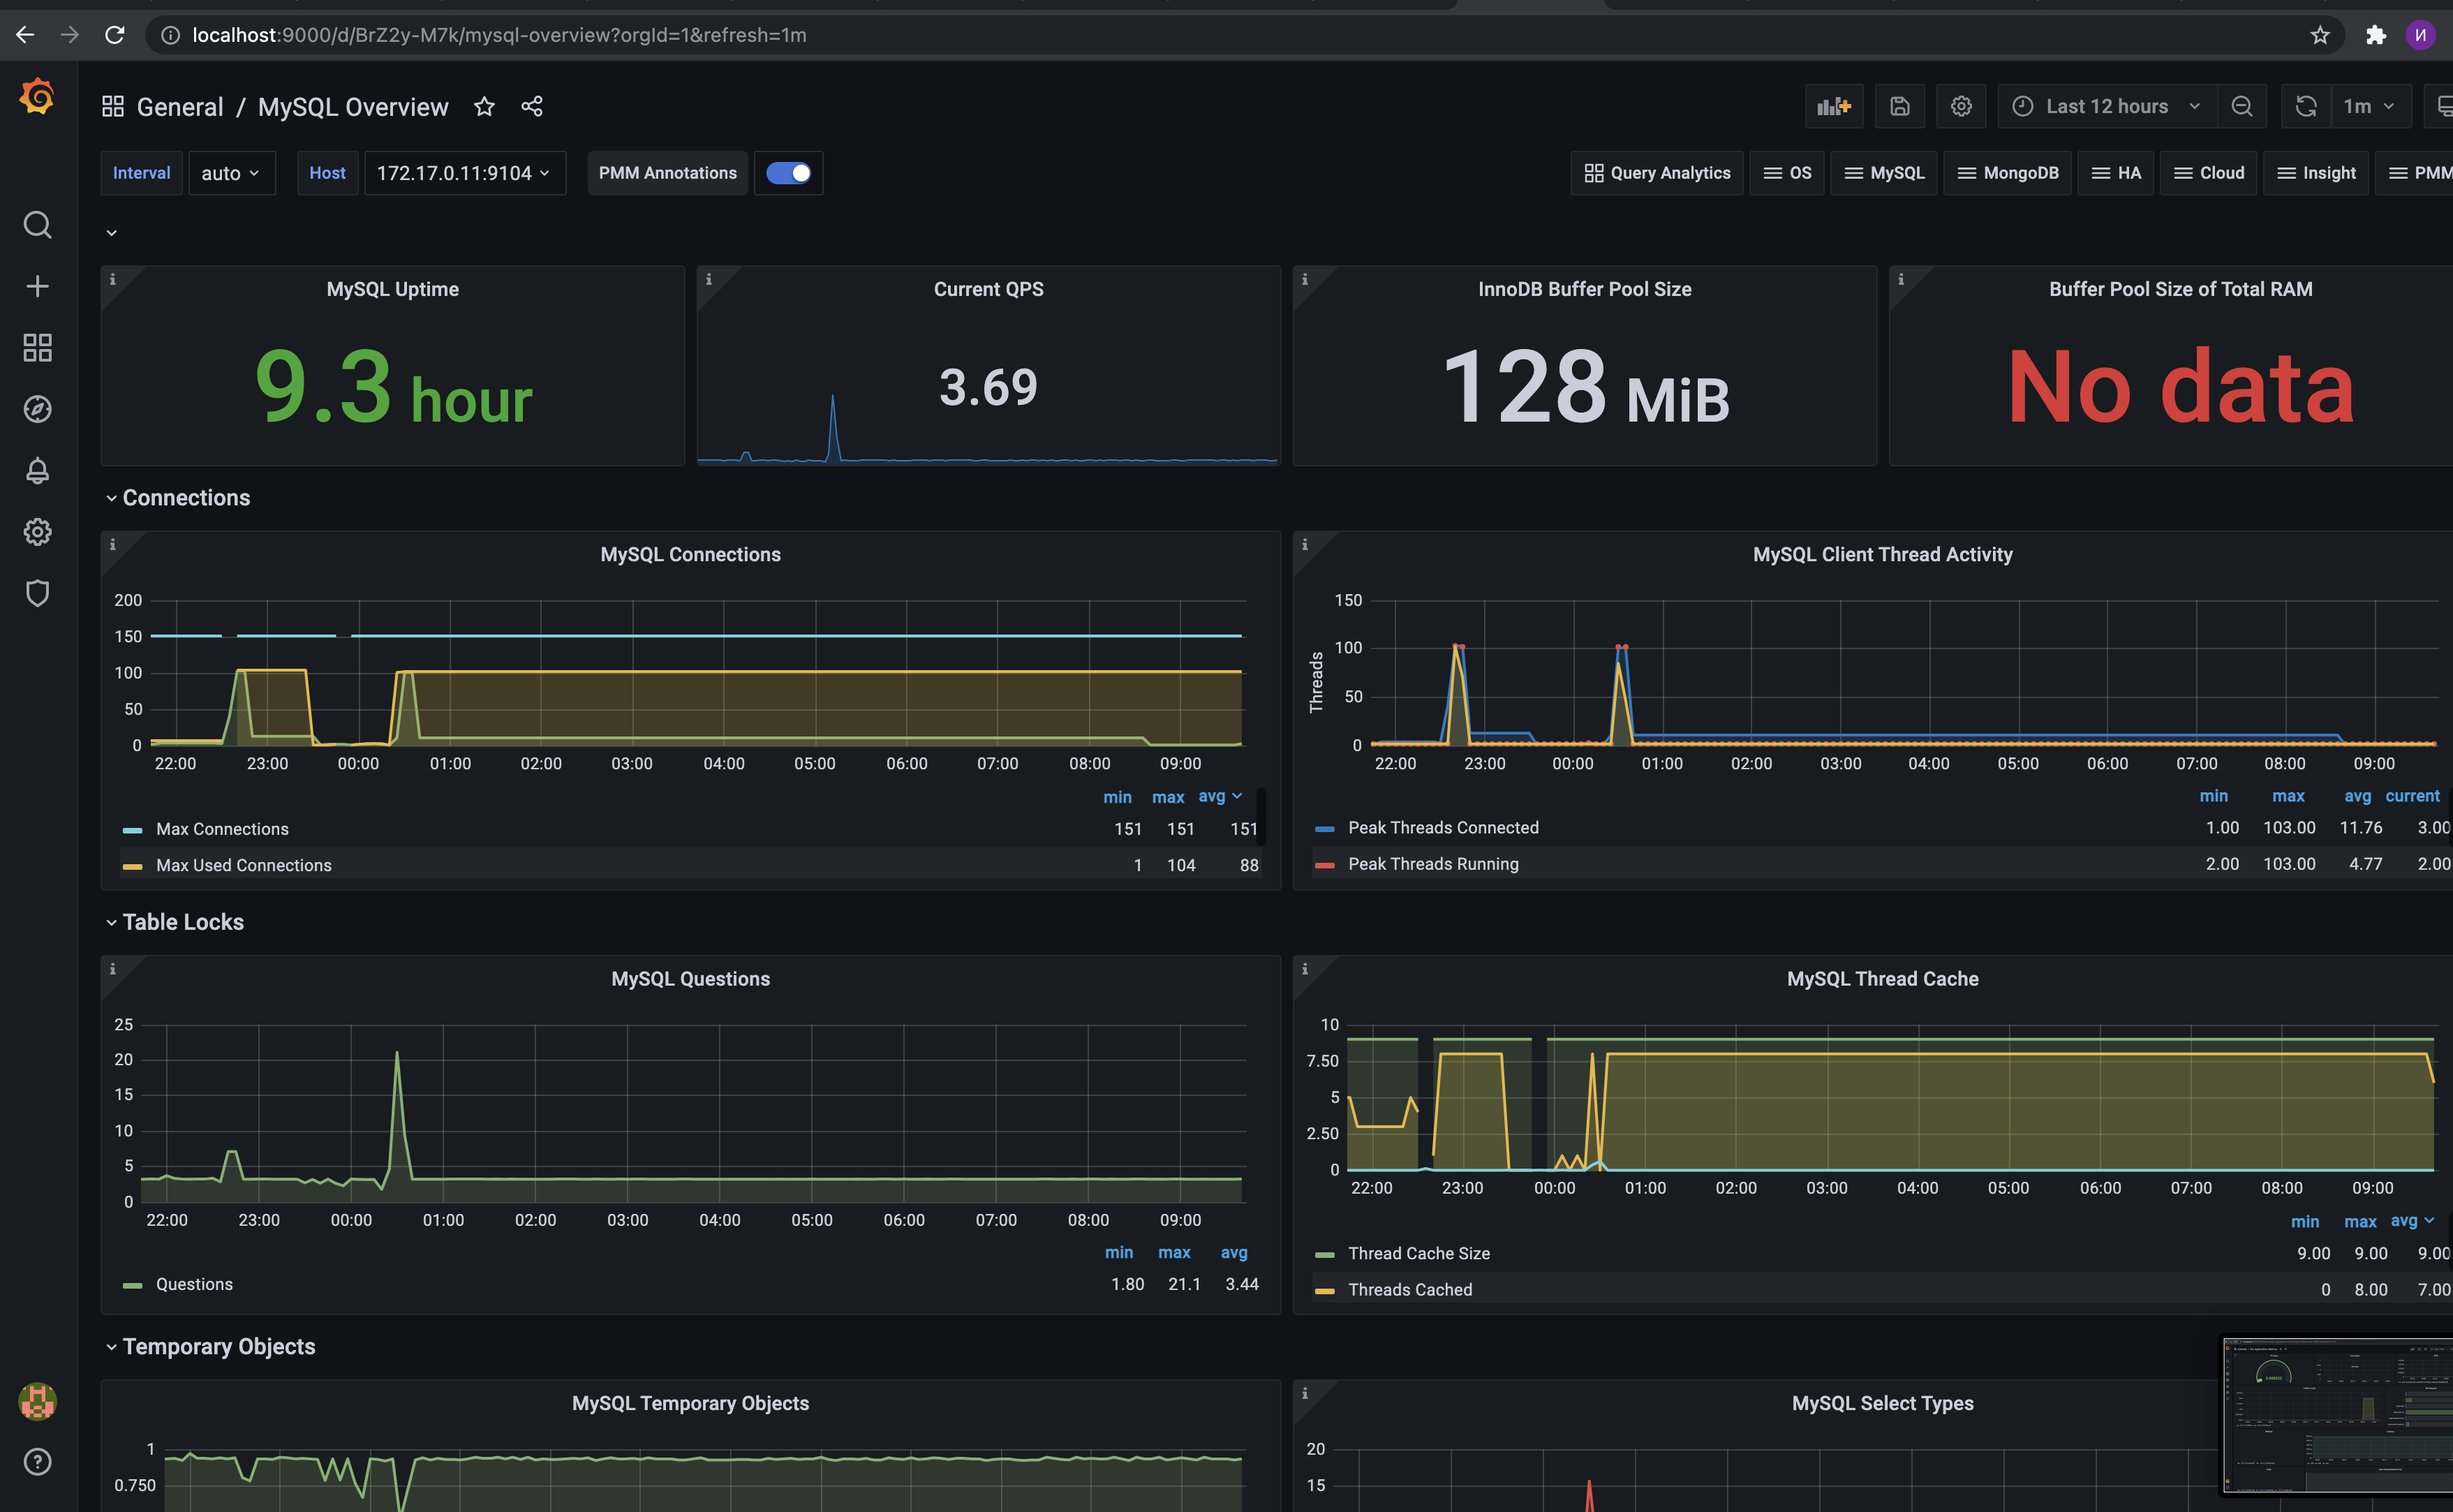 localhost:9000/d/BrZ2y-M7k/mysql-overview?orgId=1&refresh=1m
И
General / MySQL Overview
Last 12 hours
1m
Interval auto Host 172.17.0.11:9104 PMM Annotations
Query Analytics OS MySQL MongoDB HA Cloud Insight PMM
MySQL Uptime
9.3 hour
Current QPS
3.69
InnoDB Buffer Pool Size
128 MiB
Buffer Pool Size of Total RAM
No data
Connections
MySQL Connections
200
150
100
50
0
22:00 23:00 00:00 01:00 02:00 03:00 04:00 05:00 06:00 07:00 08:00 09:00
min max avg
Max Connections 151 151 151
Max Used Connections 1 104 88
MySQL Client Thread Activity
Threads
150
100
50
0
22:00 23:00 00:00 01:00 02:00 03:00 04:00 05:00 06:00 07:00 08:00 09:00
min max avg current
Peak Threads Connected 1.00 103.00 11.76 3.00
Peak Threads Running 2.00 103.00 4.77 2.00
Table Locks
MySQL Questions
25
20
15
10
5
0
22:00 23:00 00:00 01:00 02:00 03:00 04:00 05:00 06:00 07:00 08:00 09:00
min max avg
Questions 1.80 21.1 3.44
MySQL Thread Cache
10
7.50
5
2.50
0
22:00 23:00 00:00 01:00 02:00 03:00 04:00 05:00 06:00 07:00 08:00 09:00
min max avg
Thread Cache Size 9.00 9.00 9.00
Threads Cached 0 8.00 7.00
Temporary Objects
MySQL Temporary Objects
1
0.750
MySQL Select Types
20
15